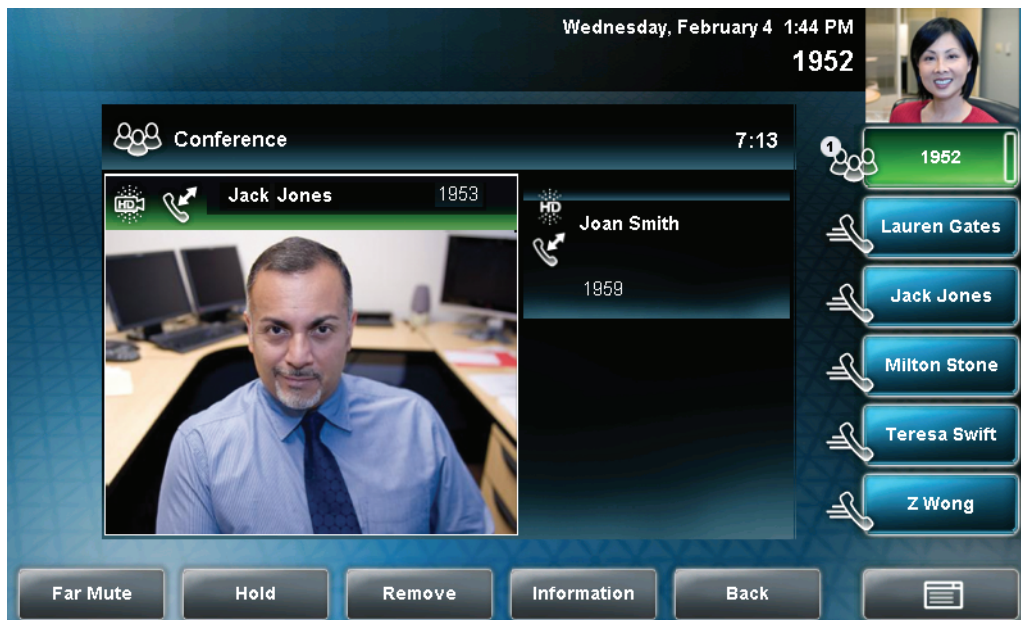 Wednesday, February 4 1:44 PM
1952
Conference
7:13
Jack Jones 1953
HD
HD
Joan Smith
1959
1
1952
Lauren Gates
Jack Jones
Milton Stone
Teresa Swift
Z Wong
Far Mute
Hold
Remove
Information
Back